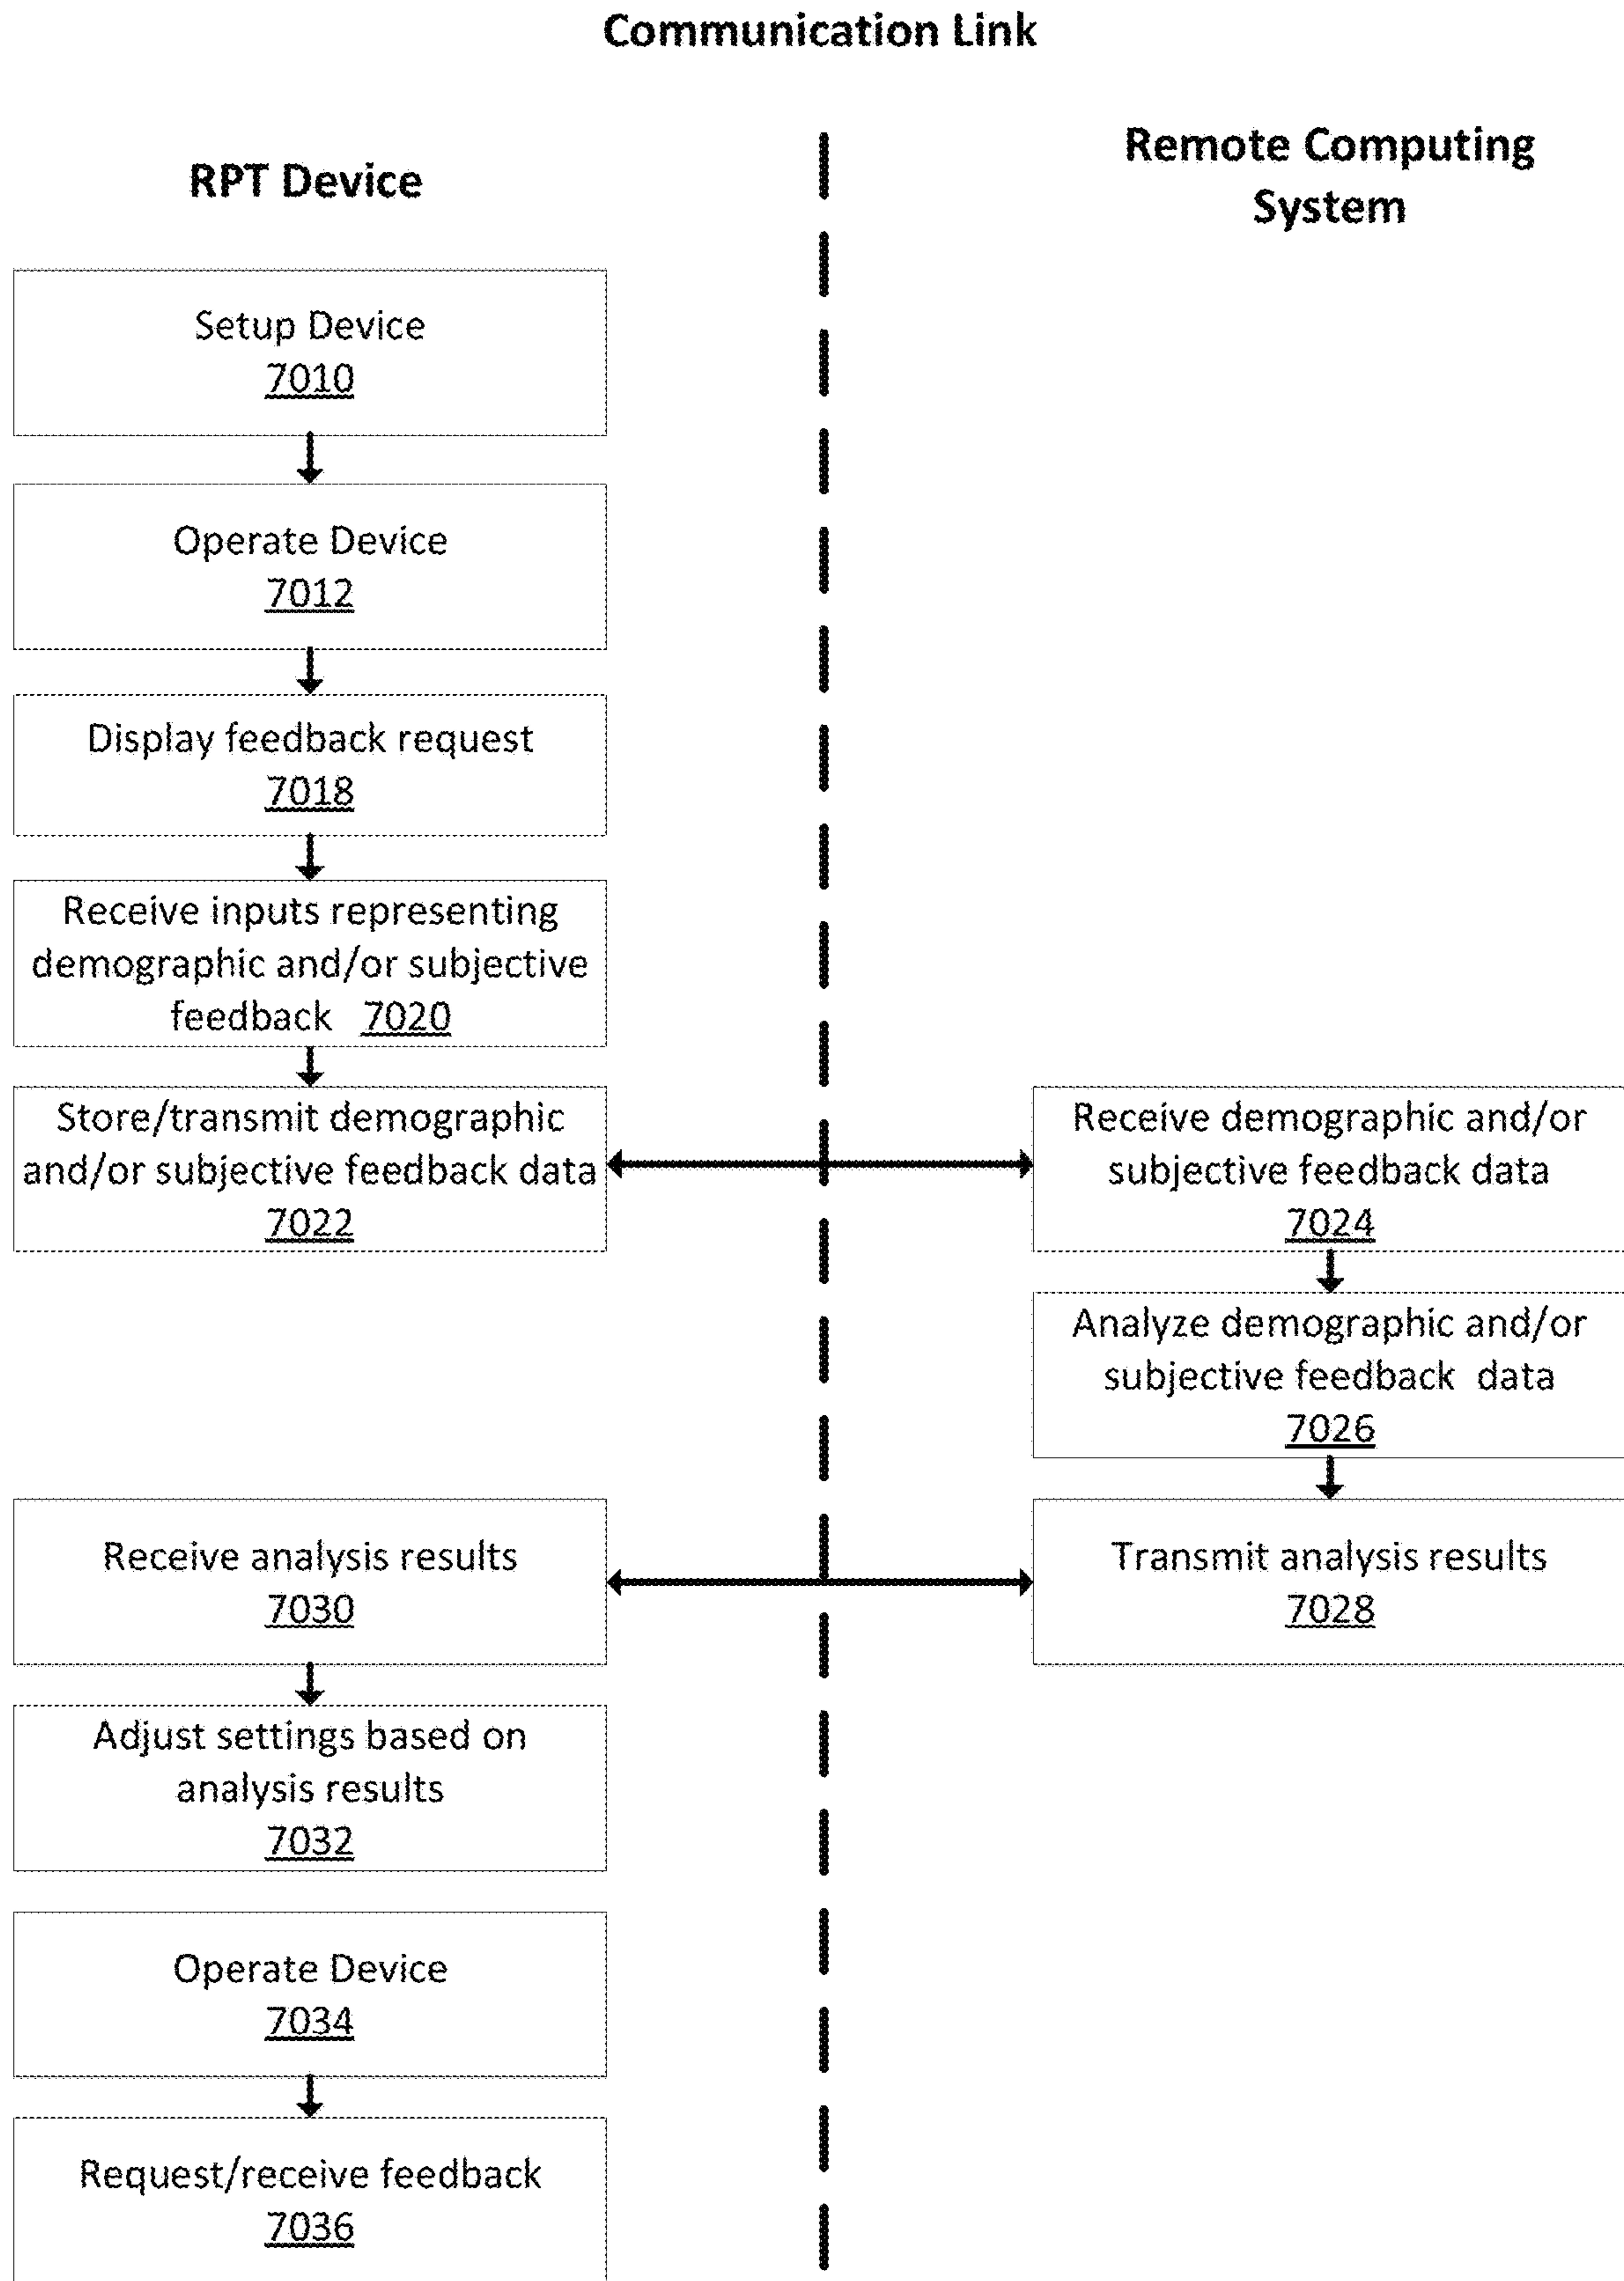 Communication Link
RPT Device
Remote Computing
System
Setup Device
7010
Operate Device
7012
Display feedback request
7018
Receive inputs representing
demographic and/or subjective
feedback 7020
Store/transmit demographic
and/or subjective feedback data
7022
Receive demographic and/or
subjective feedback data
7024
Analyze demographic and/or
subjective feedback data
7026
Transmit analysis results
7028
Receive analysis results
7030
Adjust settings based on
analysis results
7032
Operate Device
7034
Request/receive feedback
7036